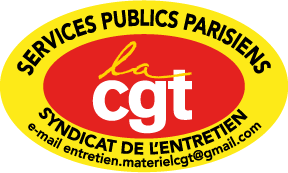 SERVICES PUBLICS PARISIENS
la
cgt
SYNDICAT DE L'ENTRETIEN
e-mail entretien.materielcgt@gmail.com